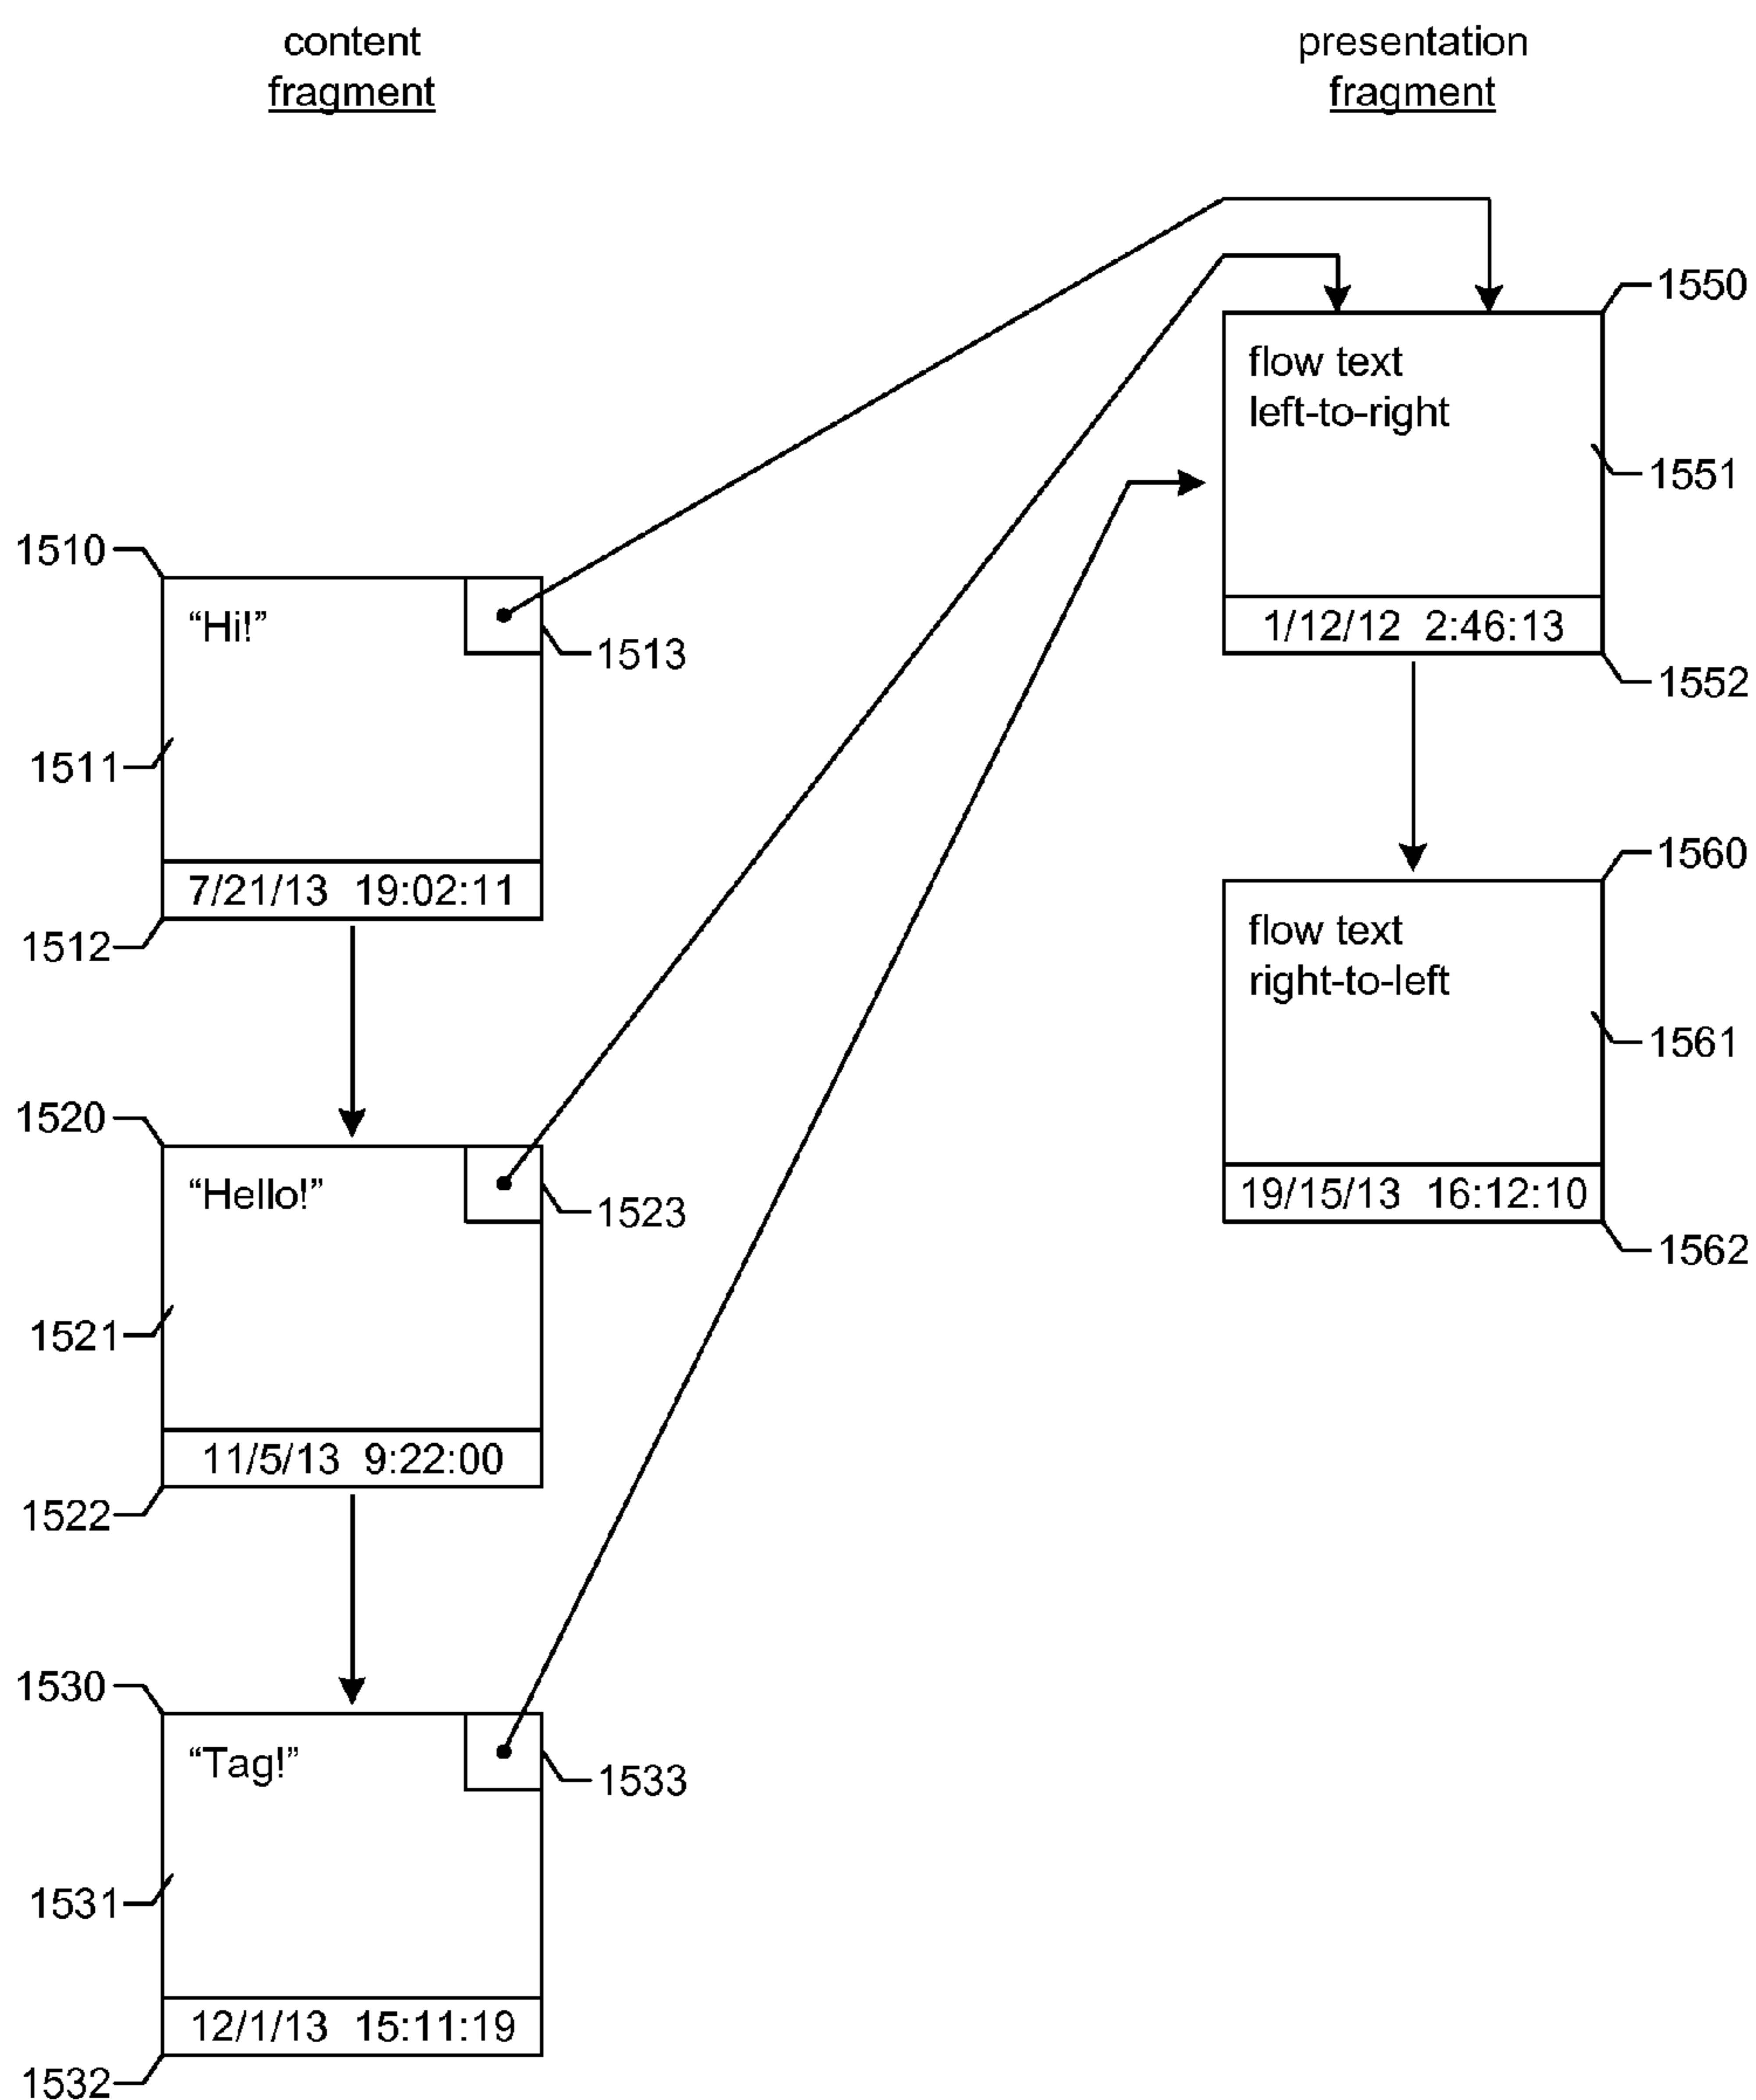 content
fragment
presentation
fragment
1550
flow text
left-to-right
1551
1510
“Hi!”
1513
1/12/12 2:46:13
1552
1511
7/21/13 19:02:11
1512
1560
flow text
right-to-left
1561
1520
“Hello!”
1523
19/15/13 16:12:10
1562
1521
11/5/13 9:22:00
1522
1530
“Tag!”
1533
1531
12/1/13 15:11:19
1532